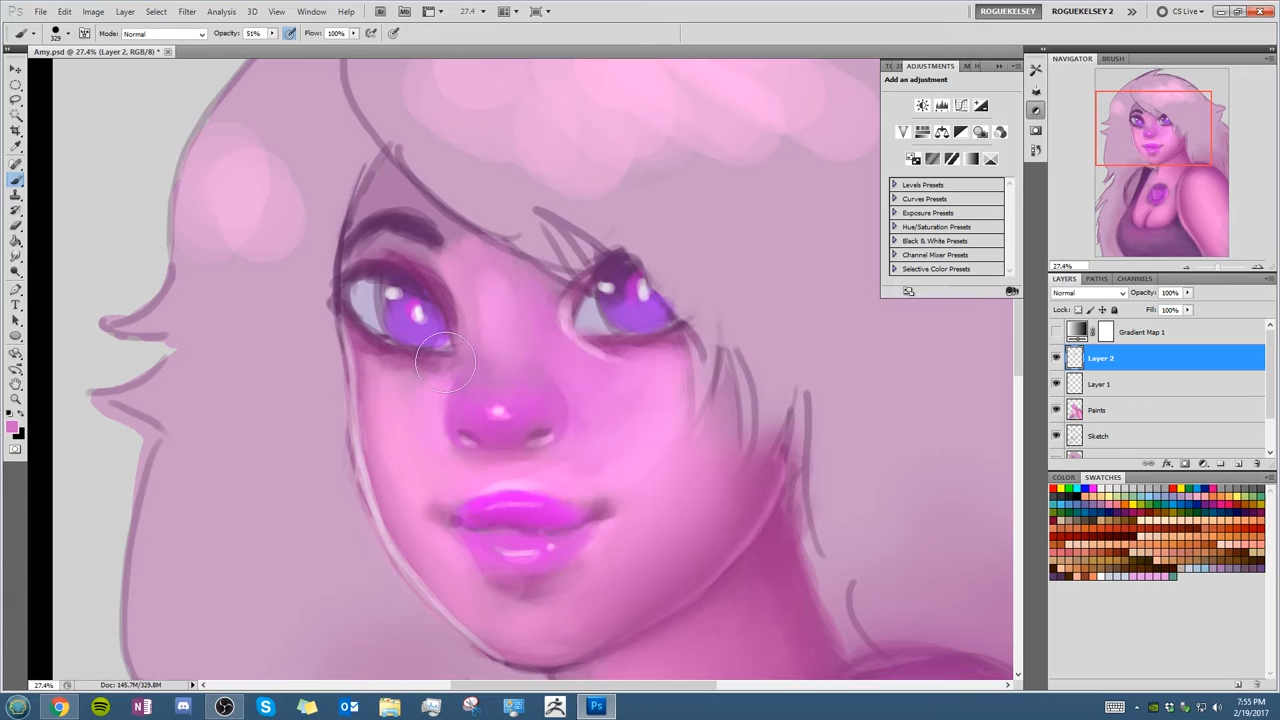 File Edit Image Layer Select Filter Analysis 3D View Window Help
27.4
ROGUEKELSEY
ROGUEKELSEY 2
CS Live
329
Mode: Normal
Opacity: 51%
Flow: 100%
Amy.psd @ 27.4% (Layer 2, RGB/8) *
ADJUSTMENTS
Add an adjustment
Levels Presets
Curves Presets
Exposure Presets
Hue/Saturation Presets
Black & White Presets
Channel Mixer Presets
Selective Color Presets
NAVIGATOR BRUSH
27.4%
LAYERS PATHS CHANNELS
Normal
Opacity: 100%
Lock:
Fill: 100%
Gradient Map 1
Layer 2
Layer 1
Paints
Sketch
COLOR SWATCHES
27.4%
Doc: 145.7M/329.8M
7:55 PM
2/19/2017